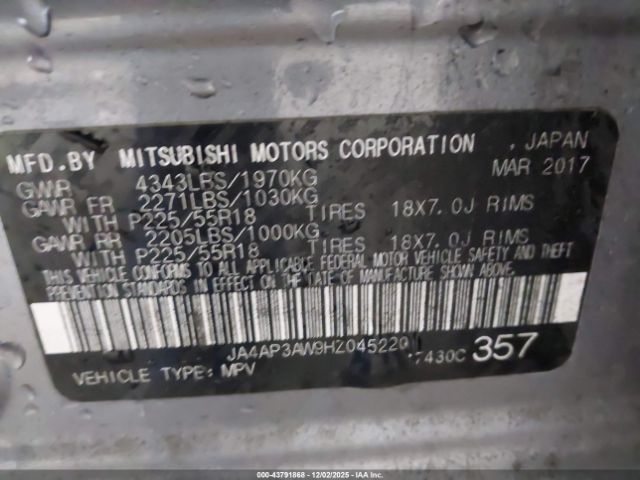 MFD.BY MITSUBISHI MOTORS CORPORATION , JAPAN
MAR 2017
GVWR 4343LBS/1970KG
GAWR FR 2271LBS/1030KG
WITH P225/55R18 TIRES 18X7.0J RIMS
GAWR RR 2205LBS/1000KG
WITH P225/55R18 TIRES 18X7.0J RIMS
THIS VEHICLE CONFORMS TO ALL APPLICABLE FEDERAL MOTOR VEHICLE SAFETY AND THEFT
PREVENTION STANDARDS IN EFFECT ON THE DATE OF MANUFACTURE SHOWN ABOVE.
JA4AP3AW9HZ045220
7430C 357
VEHICLE TYPE: MPV
000-43791868 - 12/02/2025 - IAA